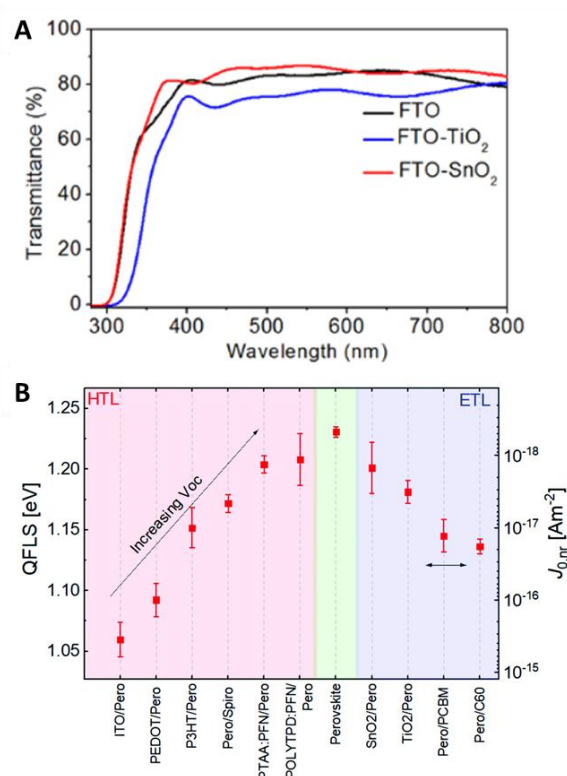 A
100
80
60
40
20
0
Transmittance (%)
FTO
FTO-TiO₂
FTO-SnO₂
300 400 500 600 700 800
Wavelength (nm)
B
HTL
ETL
1.25
1.20
1.15
1.10
1.05
QFLS [eV]
Increasing Voc
10⁻¹⁸
10⁻¹⁷
10⁻¹⁶
10⁻¹⁵
J₀,nr [Am⁻²]
ITO/Pero
PEDOT/Pero
P3HT/Pero
Pero/Spiro
PTAA:PFN/Pero
POLYTPD:PFN/
Pero
Perovskite
SnO2/Pero
TiO2/Pero
Pero/PCBM
Pero/C60